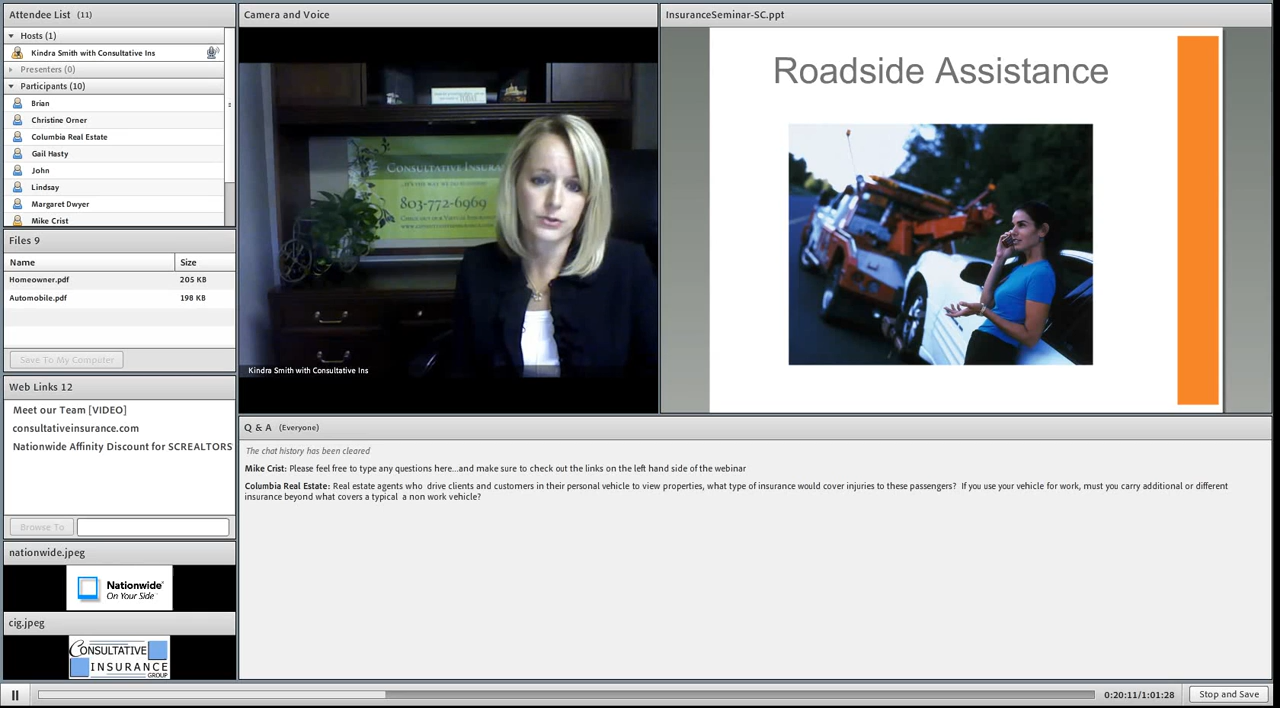 Attendee List (11)
Hosts (1)
Kindra Smith with Consultative Ins
Presenters (0)
Participants (10)
Brian
Christine Orner
Columbia Real Estate
Gail Hasty
John
Lindsay
Margaret Dwyer
Mike Crist
Files 9
Name Size
Homeowner.pdf 205 KB
Automobile.pdf 198 KB
Save To My Computer
Web Links 12
Meet our Team [VIDEO]
consultativeinsurance.com
Nationwide Affinity Discount for SCREALTORS
Browse To
nationwide.jpeg
Nationwide®
On Your Side
cig.jpeg
CONSULTATIVE
INSURANCE
GROUP
Camera and Voice
CONSULTATIVE INSURA
803-772-6969
Kindra Smith with Consultative Ins
InsuranceSeminar-SC.ppt
Roadside Assistance
Q & A (Everyone)
The chat history has been cleared
Mike Crist: Please feel free to type any questions here...and make sure to check out the links on the left hand side of the webinar
Columbia Real Estate: Real estate agents who drive clients and customers in their personal vehicle to view properties, what type of insurance would cover injuries to these passengers? If you use your vehicle for work, must you carry additional or different
insurance beyond what covers a typical a non work vehicle?
0:20:11/1:01:28
Stop and Save